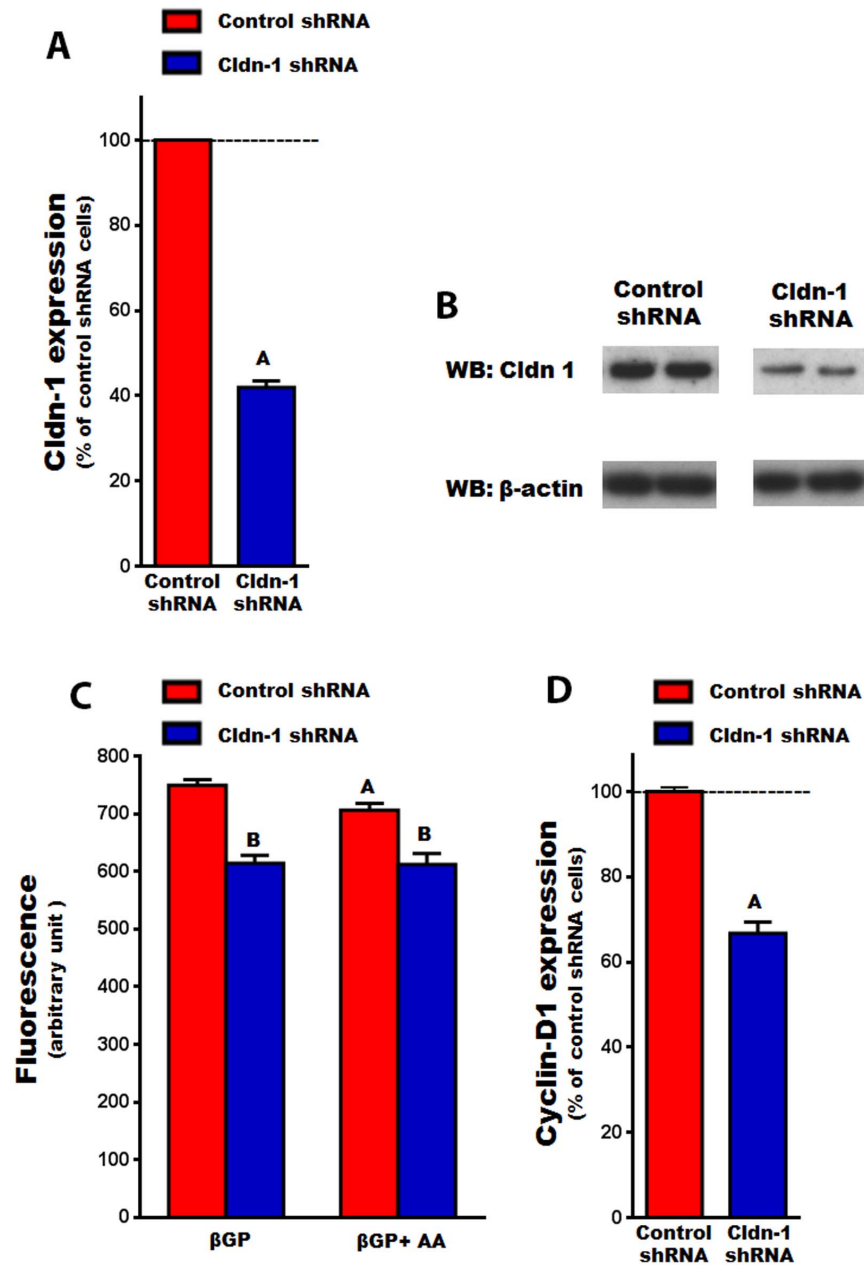 A
Control shRNA
Cldn-1 shRNA
Cldn-1 expression
(% of control shRNA cells)
100
80
60
40
20
0
A
Control
shRNA
Cldn-1
shRNA
B
Control
shRNA
Cldn-1
shRNA
WB: Cldn 1
WB: β-actin
C
Control shRNA
Cldn-1 shRNA
Fluorescence
(arbitrary unit )
800
700
600
500
400
300
200
100
0
B
A
B
βGP
βGP+ AA
D
Control shRNA
Cldn-1 shRNA
Cyclin-D1 expression
(% of control shRNA cells)
100
80
60
40
20
0
A
Control
shRNA
Cldn-1
shRNA